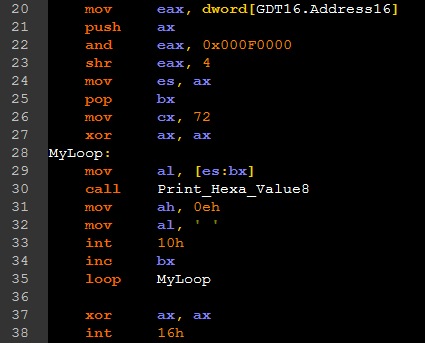 20 mov eax, dword[GDT16.Address16]
21 push ax
22 and eax, 0x000F0000
23 shr eax, 4
24 mov es, ax
25 pop bx
26 mov cx, 72
27 xor ax, ax
28 MyLoop:
29 mov al, [es:bx]
30 call Print_Hexa_Value8
31 mov ah, 0eh
32 mov al, ' '
33 int 10h
34 inc bx
35 loop MyLoop
36
37 xor ax, ax
38 int 16h